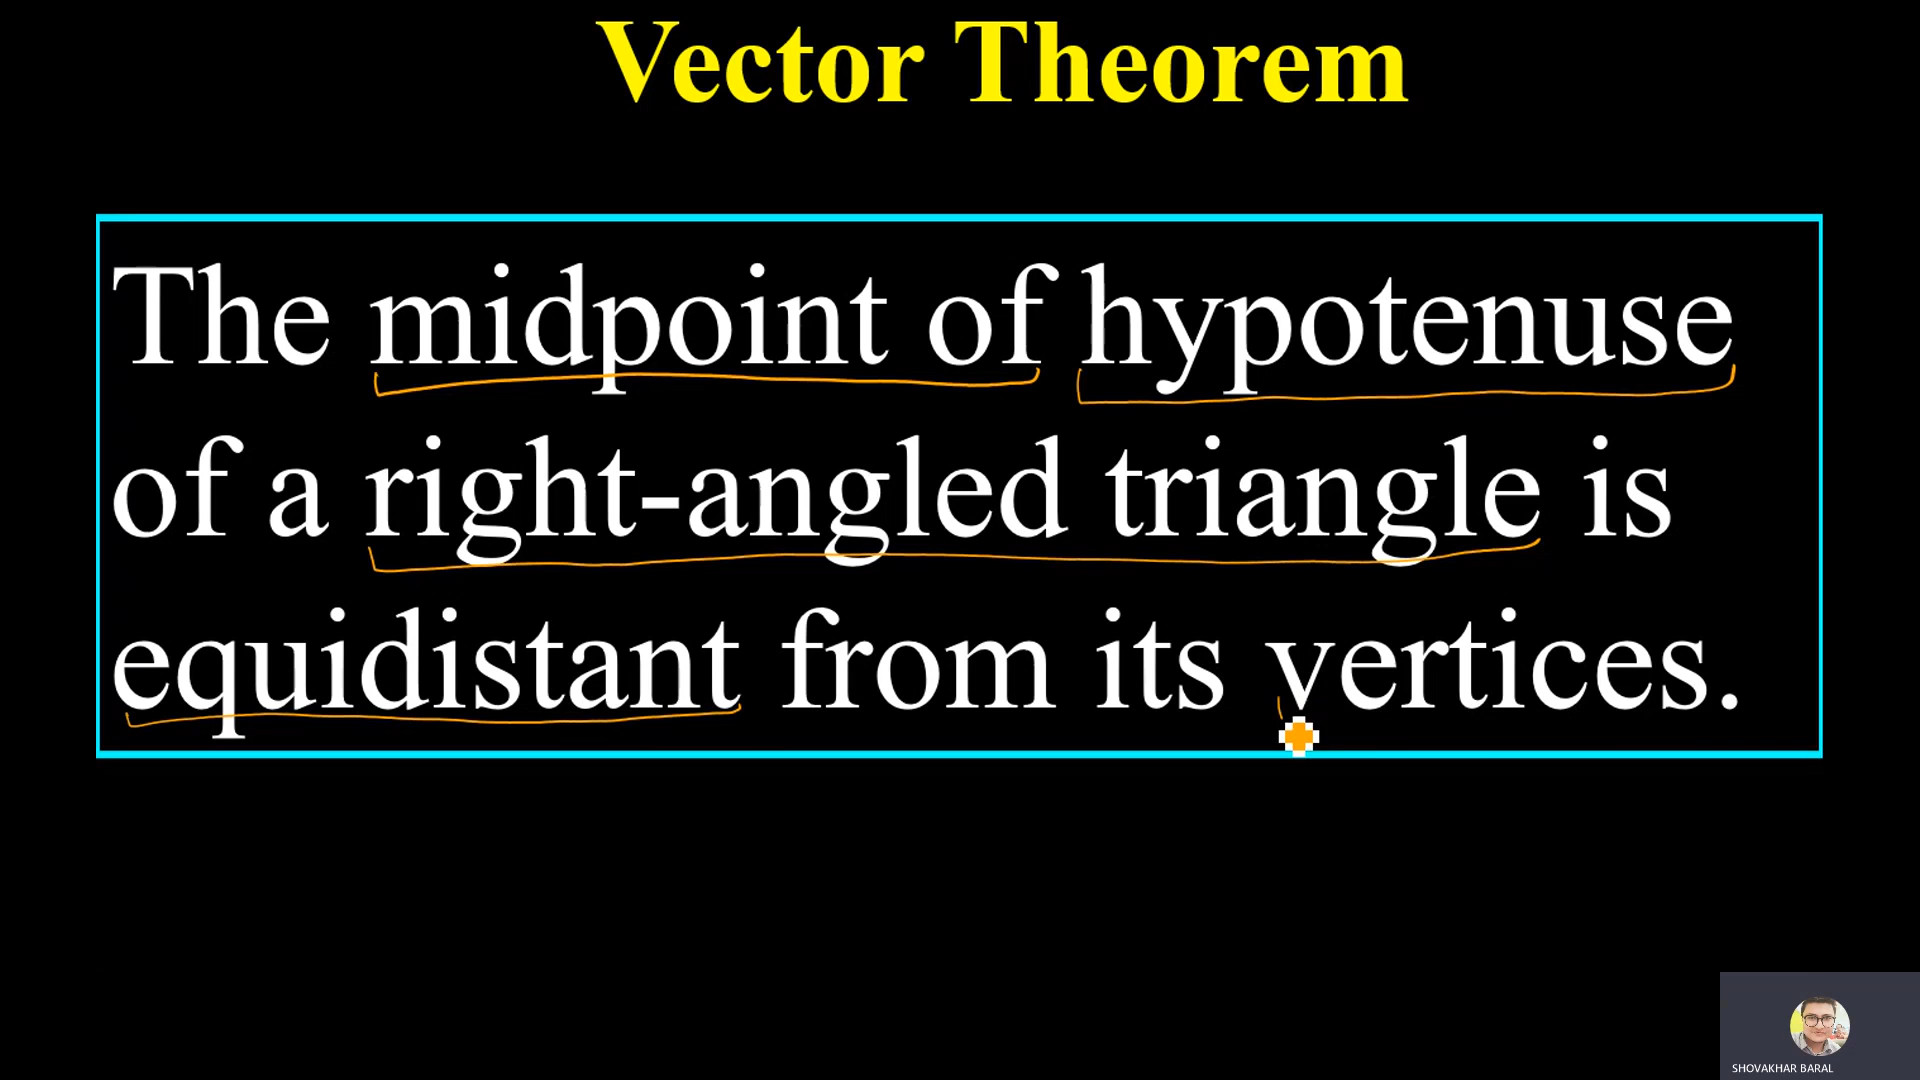 Vector Theorem
The midpoint of hypotenuse
of a right-angled triangle is
equidistant from its vertices.
SHOVAKHAR BARAL